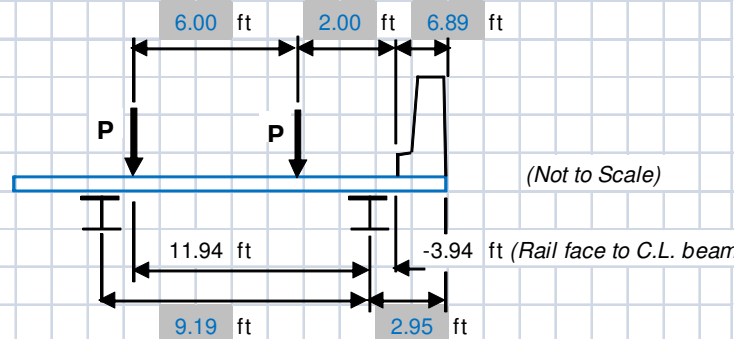 6.00 ft 2.00 ft 6.89 ft
P P
(Not to Scale)
11.94 ft -3.94 ft (Rail face to C.L. beam
9.19 ft 2.95 ft